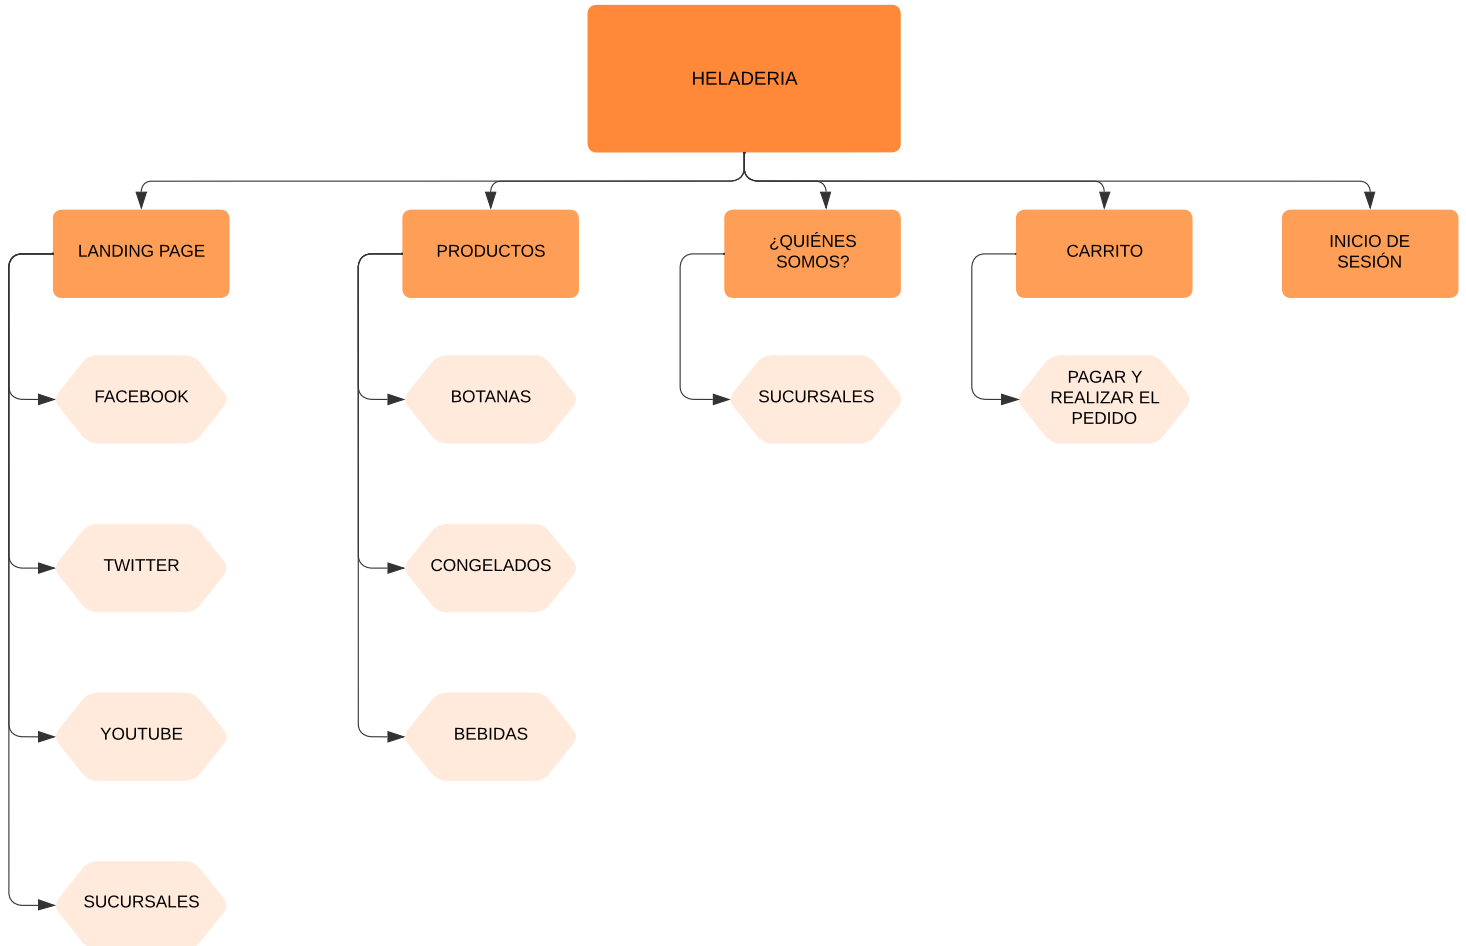 HELADERIA
LANDING PAGE
PRODUCTOS
¿QUIÉNES
SOMOS?
CARRITO
INICIO DE
SESIÓN
FACEBOOK
BOTANAS
SUCURSALES
PAGAR Y
REALIZAR EL
PEDIDO
TWITTER
CONGELADOS
YOUTUBE
BEBIDAS
SUCURSALES